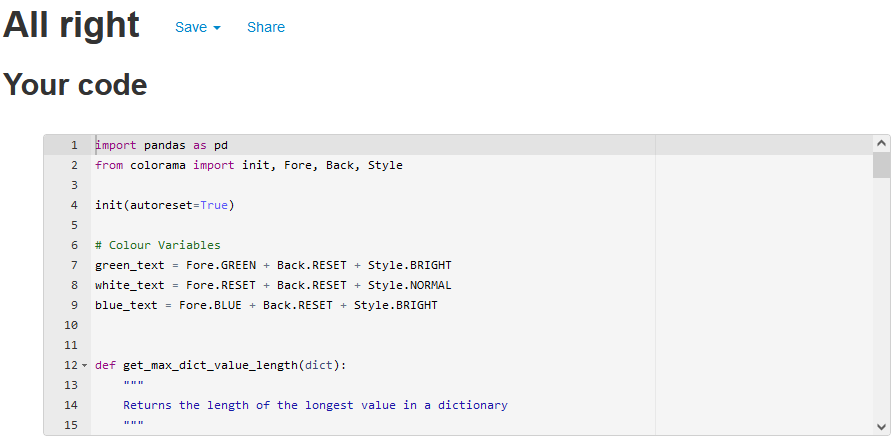 All right Save Share
Your code
1 import pandas as pd
2 from colorama import init, Fore, Back, Style
3
4 init(autoreset=True)
5
6 # Colour Variables
7 green_text = Fore.GREEN + Back.RESET + Style.BRIGHT
8 white_text = Fore.RESET + Back.RESET + Style.NORMAL
9 blue_text = Fore.BLUE + Back.RESET + Style.BRIGHT
10
11
12 def get_max_dict_value_length(dict):
13     """
14     Returns the length of the longest value in a dictionary
15     """